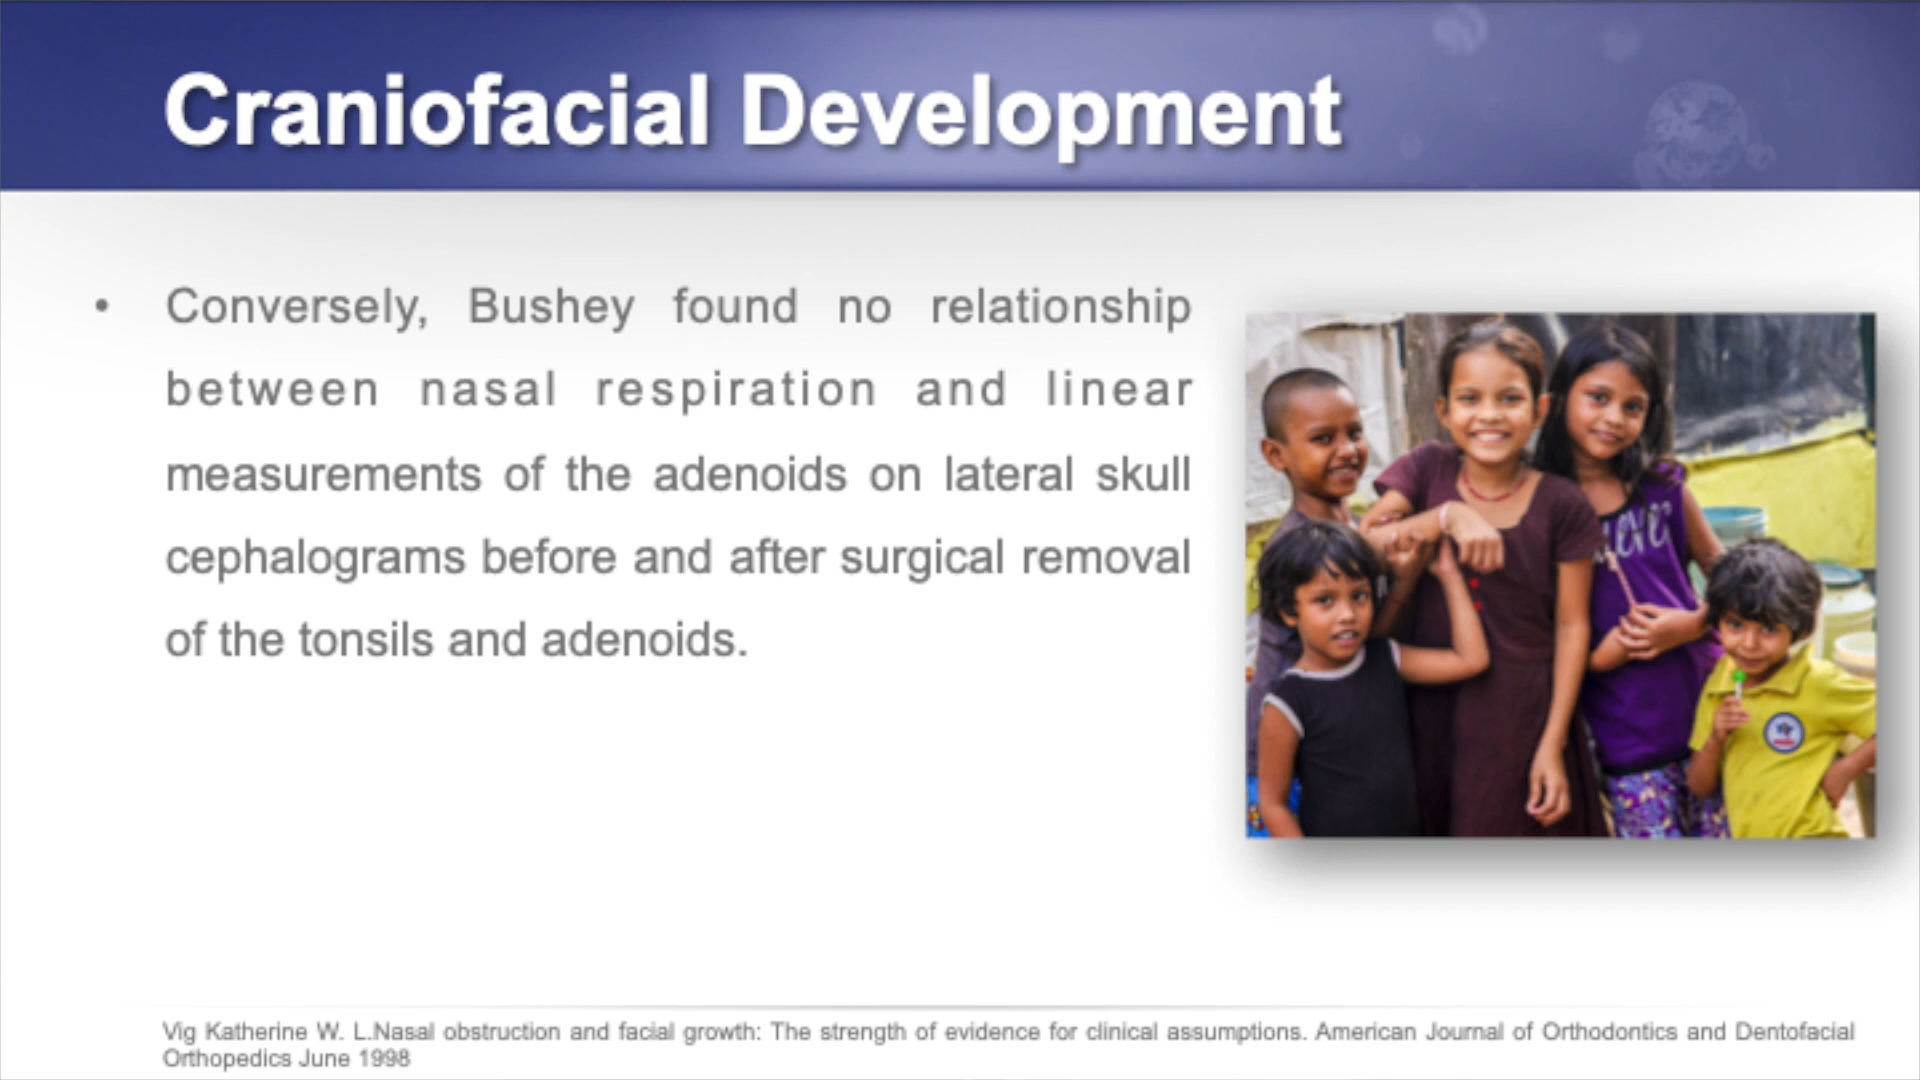 Craniofacial Development
• Conversely, Bushey found no relationship
between nasal respiration and linear
measurements of the adenoids on lateral skull
cephalograms before and after surgical removal
of the tonsils and adenoids.
Vig Katherine W. L.Nasal obstruction and facial growth: The strength of evidence for clinical assumptions. American Journal of Orthodontics and Dentofacial
Orthopedics June 1998